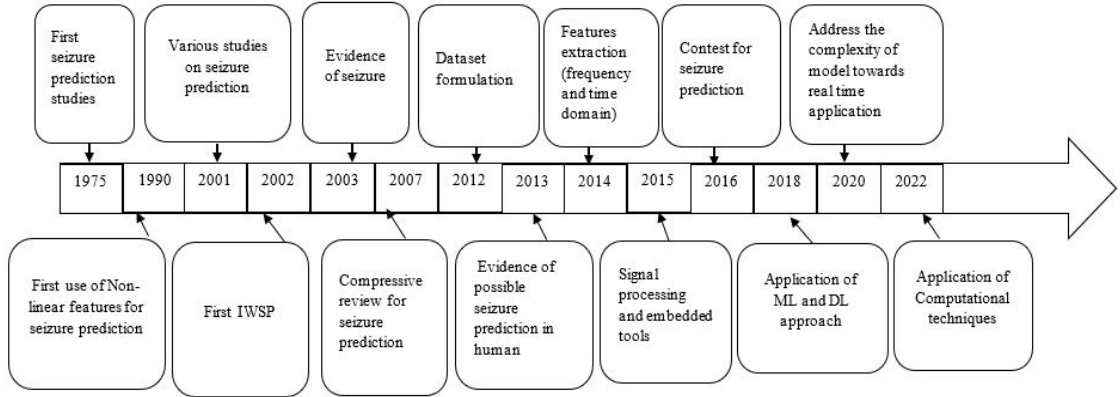 First
seizure
prediction
studies
Various studies
on seizure
prediction
Evidence
of seizure
Dataset
formulation
Features
extraction
(frequency
and time
domain)
Contest for
seizure
prediction
Address the
complexity of
model towards
real time
application
1975 1990 2001 2002 2003 2007 2012 2013 2014 2015 2016 2018 2020 2022
First use of Non-
linear features for
seizure prediction
First IWSP
Compressive
review for
seizure
prediction
Evidence of
possible
seizure
prediction in
human
Signal
processing
and embedded
tools
Application of
ML and DL
approach
Application of
Computational
techniques